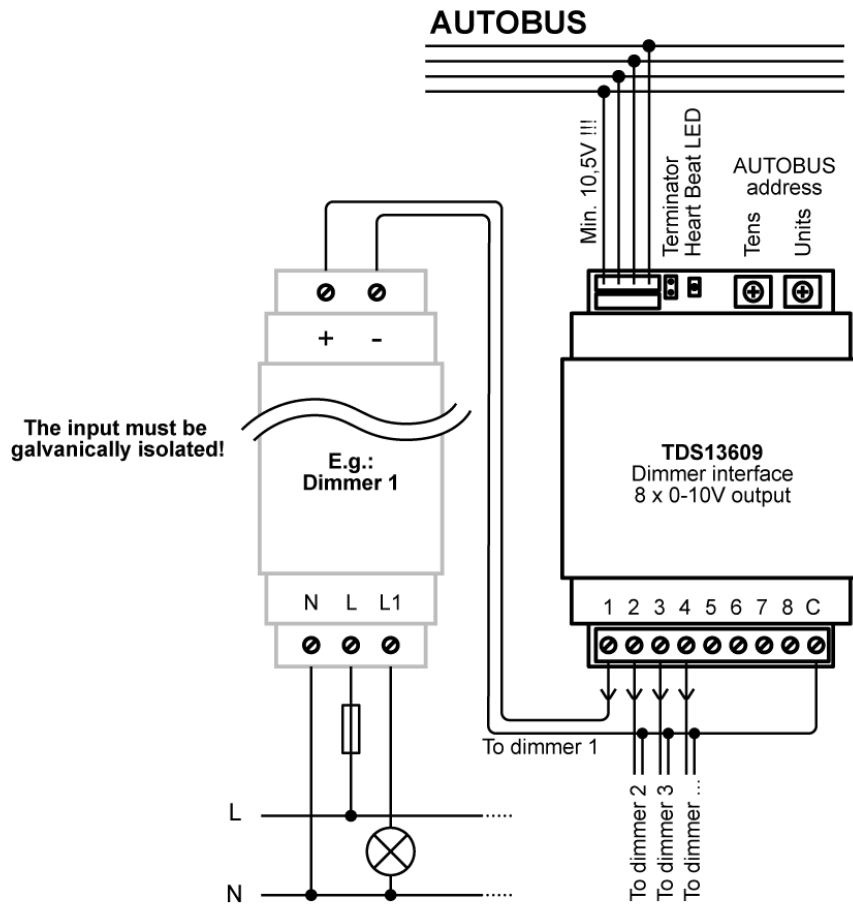 AUTOBUS
Min. 10,5V !!!
Terminator
Heart Beat LED
AUTOBUS
address
Tens
Units
+ -
The input must be
galvanically isolated!
E.g.:
Dimmer 1
TDS13609
Dimmer interface
8 x 0-10V output
N L L1
1 2 3 4 5 6 7 8 C
To dimmer 1
To dimmer 2
To dimmer 3
To dimmer ...
L
N